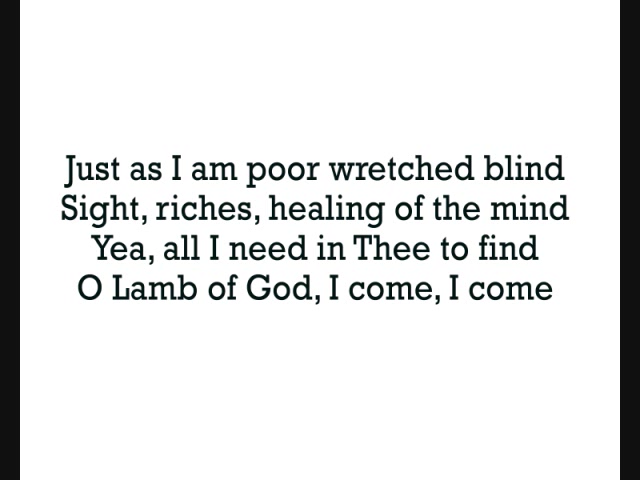 Just as I am poor wretched blind
Sight, riches, healing of the mind
Yea, all I need in Thee to find
O Lamb of God, I come, I come